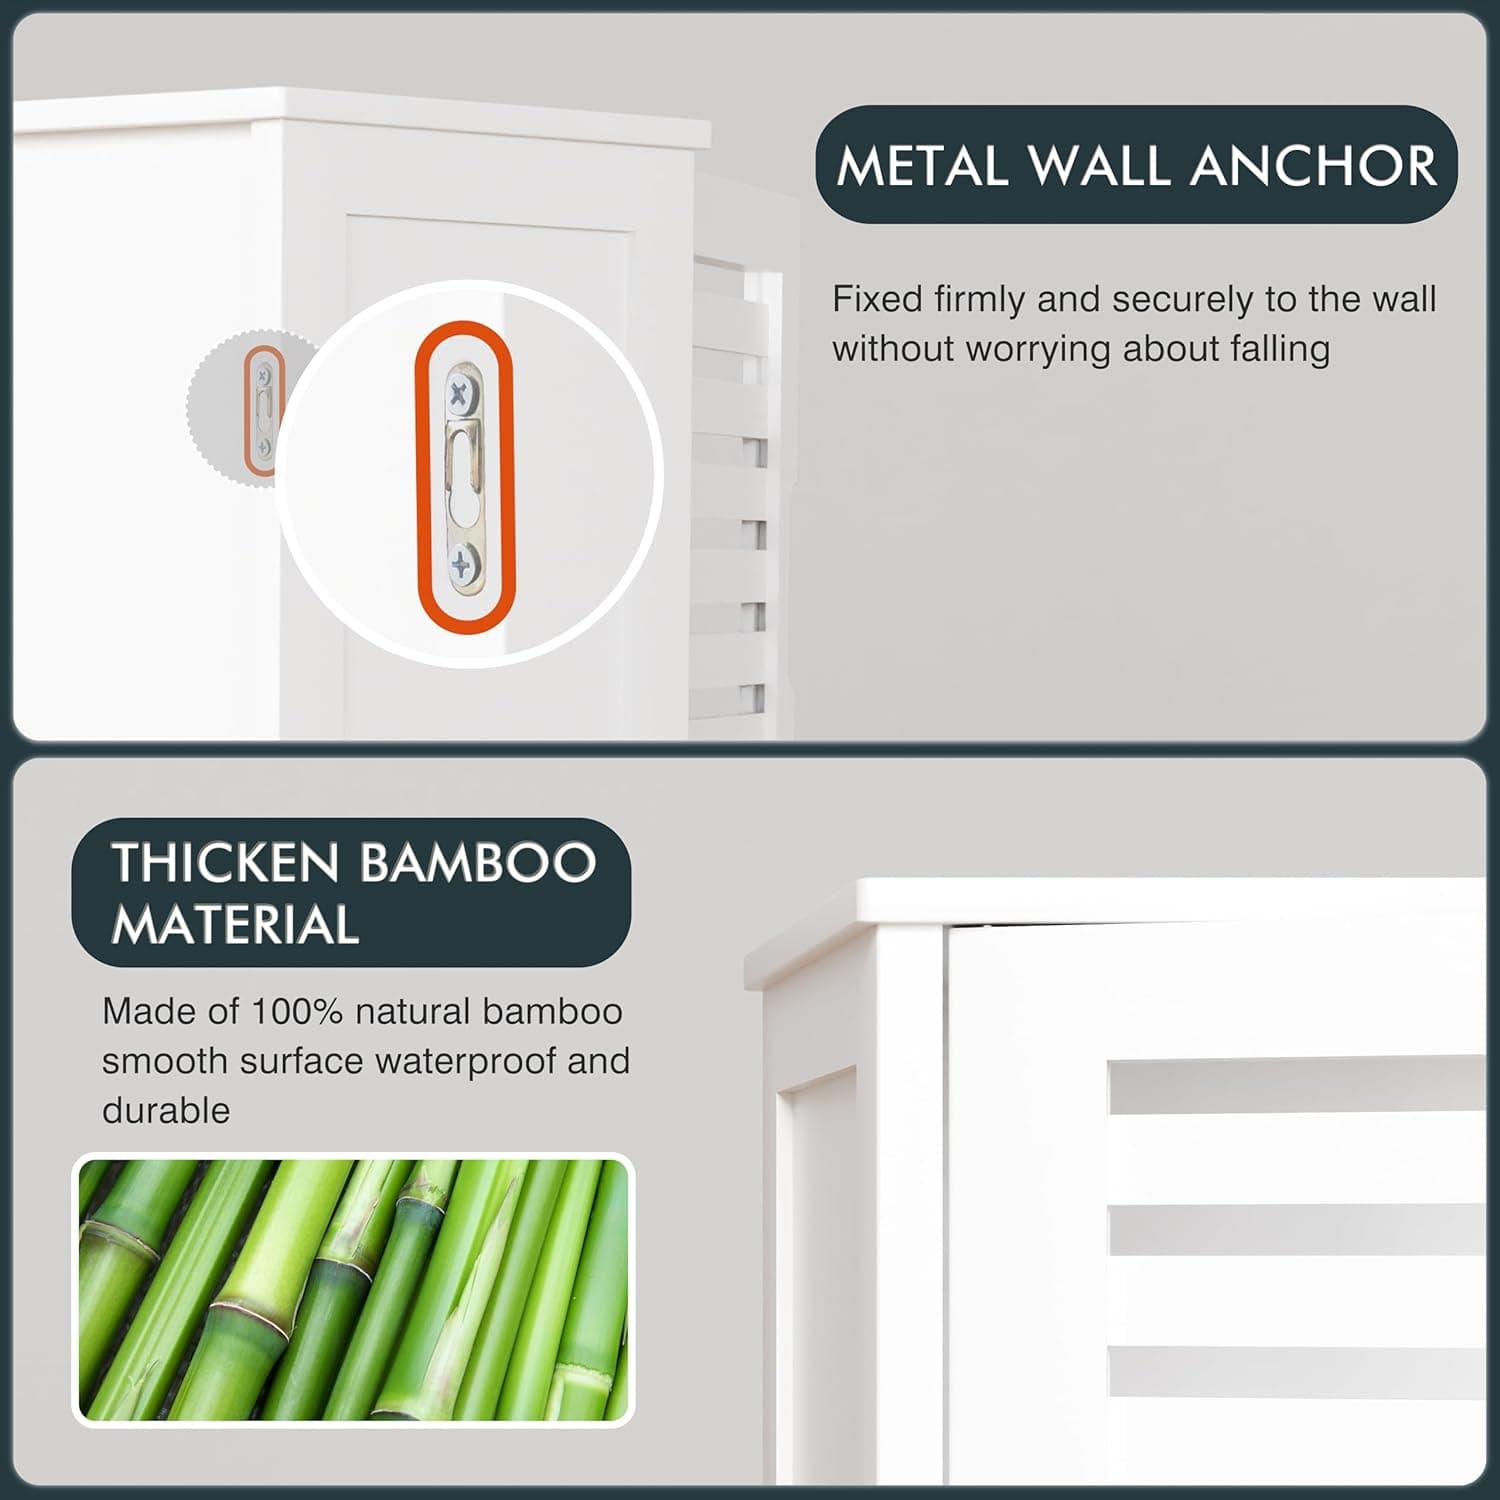 METAL WALL ANCHOR
Fixed firmly and securely to the wall
without worrying about falling
THICKEN BAMBOO
MATERIAL
Made of 100% natural bamboo
smooth surface waterproof and
durable